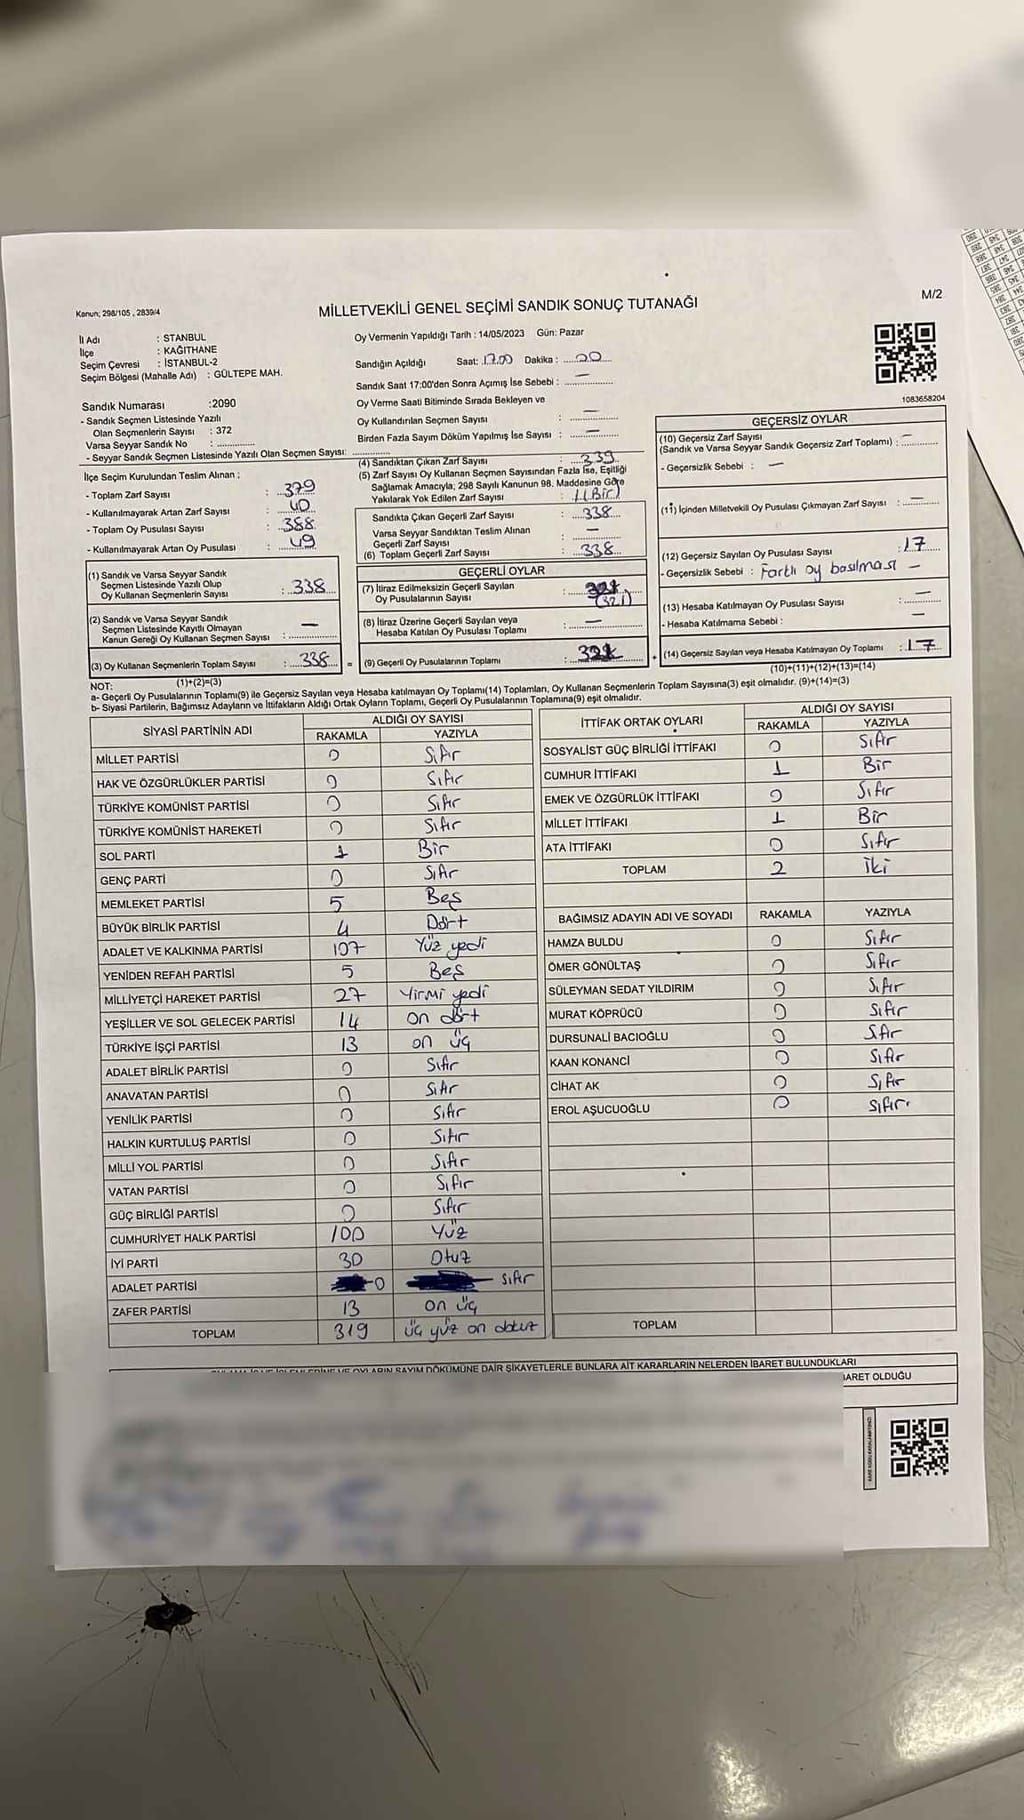 Kanun; 298/105 , 2839/4
MİLLETVEKİLİ GENEL SEÇİMİ SANDIK SONUÇ TUTANAĞI
M/2
İl Adı : STANBUL
İlçe : KAĞITHANE
Seçim Çevresi : İSTANBUL-2
Seçim Bölgesi (Mahalle Adı) : GÜLTEPE MAH.
Oy Vermenin Yapıldığı Tarih : 14/05/2023 Gün: Pazar
Sandığın Açıldığı Saat: 17.00 Dakika : 00
Sandık Saat 17:00'den Sonra Açımış İse Sebebi : —
Oy Verme Saati Bitiminde Sırada Bekleyen ve
Oy Kullandırılan Seçmen Sayısı : —
Birden Fazla Sayım Döküm Yapılmış İse Sayısı : —
1083658204
Sandık Numarası :2090
- Sandık Seçmen Listesinde Yazılı
Olan Seçmenlerin Sayısı : 372
Varsa Seyyar Sandık No :
- Seyyar Sandık Seçmen Listesinde Yazılı Olan Seçmen Sayısı:
İlçe Seçim Kurulundan Teslim Alınan :
- Toplam Zarf Sayısı : 379
- Kullanılmayarak Artan Zarf Sayısı : 40
- Toplam Oy Pusulası Sayısı : 388
- Kullanılmayarak Artan Oy Pusulası : 49
(1) Sandık ve Varsa Seyyar Sandık
Seçmen Listesinde Yazılı Olup
Oy Kullanan Seçmenlerin Sayısı : 338
(2) Sandık ve Varsa Seyyar Sandık
Seçmen Listesinde Kayıtlı Olmayan
Kanun Gereği Oy Kullanan Seçmen Sayısı : —
(3) Oy Kullanan Seçmenlerin Toplam Sayısı : 338
(1)+(2)=(3)
(4) Sandıktan Çıkan Zarf Sayısı : 339
(5) Zarf Sayısı Oy Kullanan Seçmen Sayısından Fazla İse, Eşitliği
Sağlamak Amacıyla; 298 Sayılı Kanunun 98. Maddesine Göre
Yakılarak Yok Edilen Zarf Sayısı : 1 (Bir)
Sandıkta Çıkan Geçerli Zarf Sayısı : 338
Varsa Seyyar Sandıktan Teslim Alınan
Geçerli Zarf Sayısı : —
(6) Toplam Geçerli Zarf Sayısı : 338
GEÇERLİ OYLAR
(7) İtiraz Edilmeksizin Geçerli Sayılan
Oy Pusulasının Sayısı : (321)
(8) İtiraz Üzerine Geçerli Sayılan veya
Hesaba Katılan Oy Pusulası Toplamı : —
= (9) Geçerli Oy Pusulalarının Toplamı : 321
GEÇERSİZ OYLAR
(10) Geçersiz Zarf Sayısı
(Sandık ve Varsa Seyyar Sandık Geçersiz Zarf Toplamı) : —
- Geçersizlik Sebebi : —
(11) İçinden Milletvekili Oy Pusulası Çıkmayan Zarf Sayısı : —
(12) Geçersiz Sayılan Oy Pusulası Sayısı : 17
- Geçersizlik Sebebi : Farklı oy basılması —
(13) Hesaba Katılmayan Oy Pusulası Sayısı : —
- Hesaba Katılmama Sebebi : —
+ (14) Geçersiz Sayılan veya Hesaba Katılmayan Oy Toplamı : 17
(10)+(11)+(12)+(13)=(14)
NOT:
a- Geçerli Oy Pusulalarının Toplamı(9) ile Geçersiz Sayılan veya Hesaba katılmayan Oy Toplamı(14) Toplamları, Oy Kullanan Seçmenlerin Toplam Sayısına(3) eşit olmalıdır. (9)+(14)=(3)
b- Siyasi Partilerin, Bağımsız Adayların ve İttifakların Aldığı Ortak Oyların Toplamı, Geçerli Oy Pusulalarının Toplamına(9) eşit olmalıdır.
SİYASİ PARTİNİN ADI ALDIĞI OY SAYISI
RAKAMLA YAZIYLA
MİLLET PARTİSİ 0 Sıfır
HAK VE ÖZGÜRLÜKLER PARTİSİ 0 Sıfır
TÜRKİYE KOMÜNİST PARTİSİ 0 Sıfır
TÜRKİYE KOMÜNİST HAREKETİ 0 Sıfır
SOL PARTİ 1 Bir
GENÇ PARTİ 0 Sıfır
MEMLEKET PARTİSİ 5 Beş
BÜYÜK BİRLİK PARTİSİ 4 Dört
ADALET VE KALKINMA PARTİSİ 107 Yüz yedi
YENİDEN REFAH PARTİSİ 5 Beş
MİLLİYETÇİ HAREKET PARTİSİ 27 Yirmi yedi
YEŞİLLER VE SOL GELECEK PARTİSİ 14 on dört
TÜRKİYE İŞÇİ PARTİSİ 13 on üç
ADALET BİRLİK PARTİSİ 0 Sıfır
ANAVATAN PARTİSİ 0 Sıfır
YENİLİK PARTİSİ 0 Sıfır
HALKIN KURTULUŞ PARTİSİ 0 Sıfır
MİLLİ YOL PARTİSİ 0 Sıfır
VATAN PARTİSİ 0 Sıfır
GÜÇ BİRLİĞİ PARTİSİ 0 Sıfır
CUMHURİYET HALK PARTİSİ 100 Yüz
İYİ PARTİ 30 Otuz
ADALET PARTİSİ 0 Sıfır
ZAFER PARTİSİ 13 on üç
TOPLAM 319 üç yüz on dokuz
İTTİFAK ORTAK OYLARI ALDIĞI OY SAYISI
RAKAMLA YAZIYLA
SOSYALİST GÜÇ BİRLİĞİ İTTİFAKI 0 Sıfır
CUMHUR İTTİFAKI 1 Bir
EMEK VE ÖZGÜRLÜK İTTİFAKI 0 Sıfır
MİLLET İTTİFAKI 1 Bir
ATA İTTİFAKI 0 Sıfır
TOPLAM 2 İki
BAĞIMSIZ ADAYIN ADI VE SOYADI RAKAMLA YAZIYLA
HAMZA BULDU 0 Sıfır
ÖMER GÖNÜLTAŞ 0 Sıfır
SÜLEYMAN SEDAT YILDIRIM 0 Sıfır
MURAT KÖPRÜCÜ 0 Sıfır
DURSUNALİ BACIOĞLU 0 Sıfır
KAAN KONANCİ 0 Sıfır
CİHAT AK 0 Sıfır
EROL AŞUCUOĞLU 0 Sıfır.
TOPLAM
VE OYLARIN SAYIM DÖKÜMÜNE DAİR ŞİKAYETLERLE BUNLARA AİT KARARLARIN NELERDEN İBARET BULUNDUKLARI
OLDUĞU